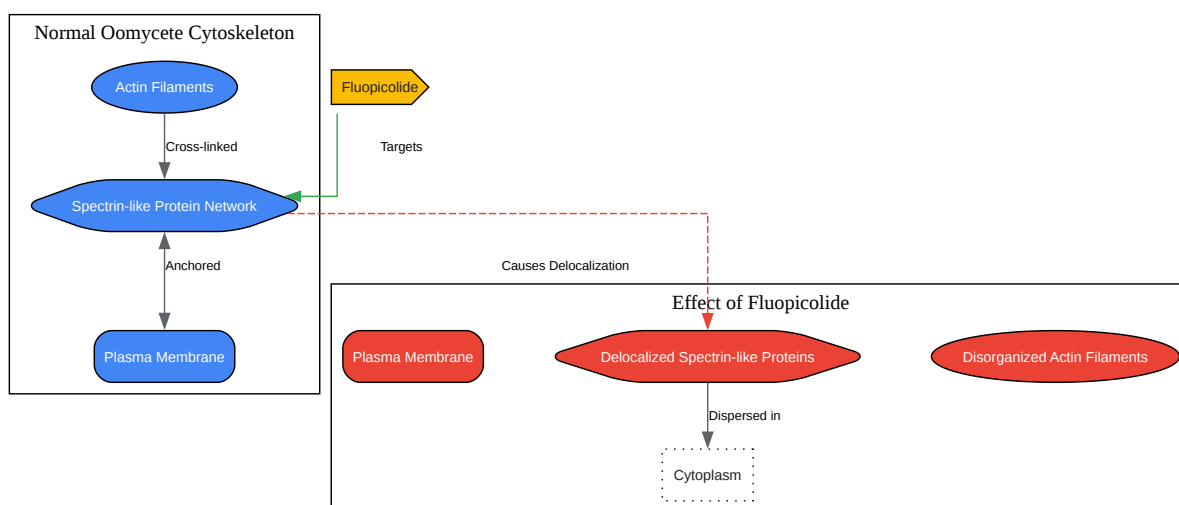 Normal Oomycete Cytoskeleton
Actin Filaments
Fluopicolide
Cross-linked
Targets
Spectrin-like Protein Network
Anchored
Causes Delocalization
Effect of Fluopicolide
Plasma Membrane
Plasma Membrane
Delocalized Spectrin-like Proteins
Disorganized Actin Filaments
Dispersed in
Cytoplasm